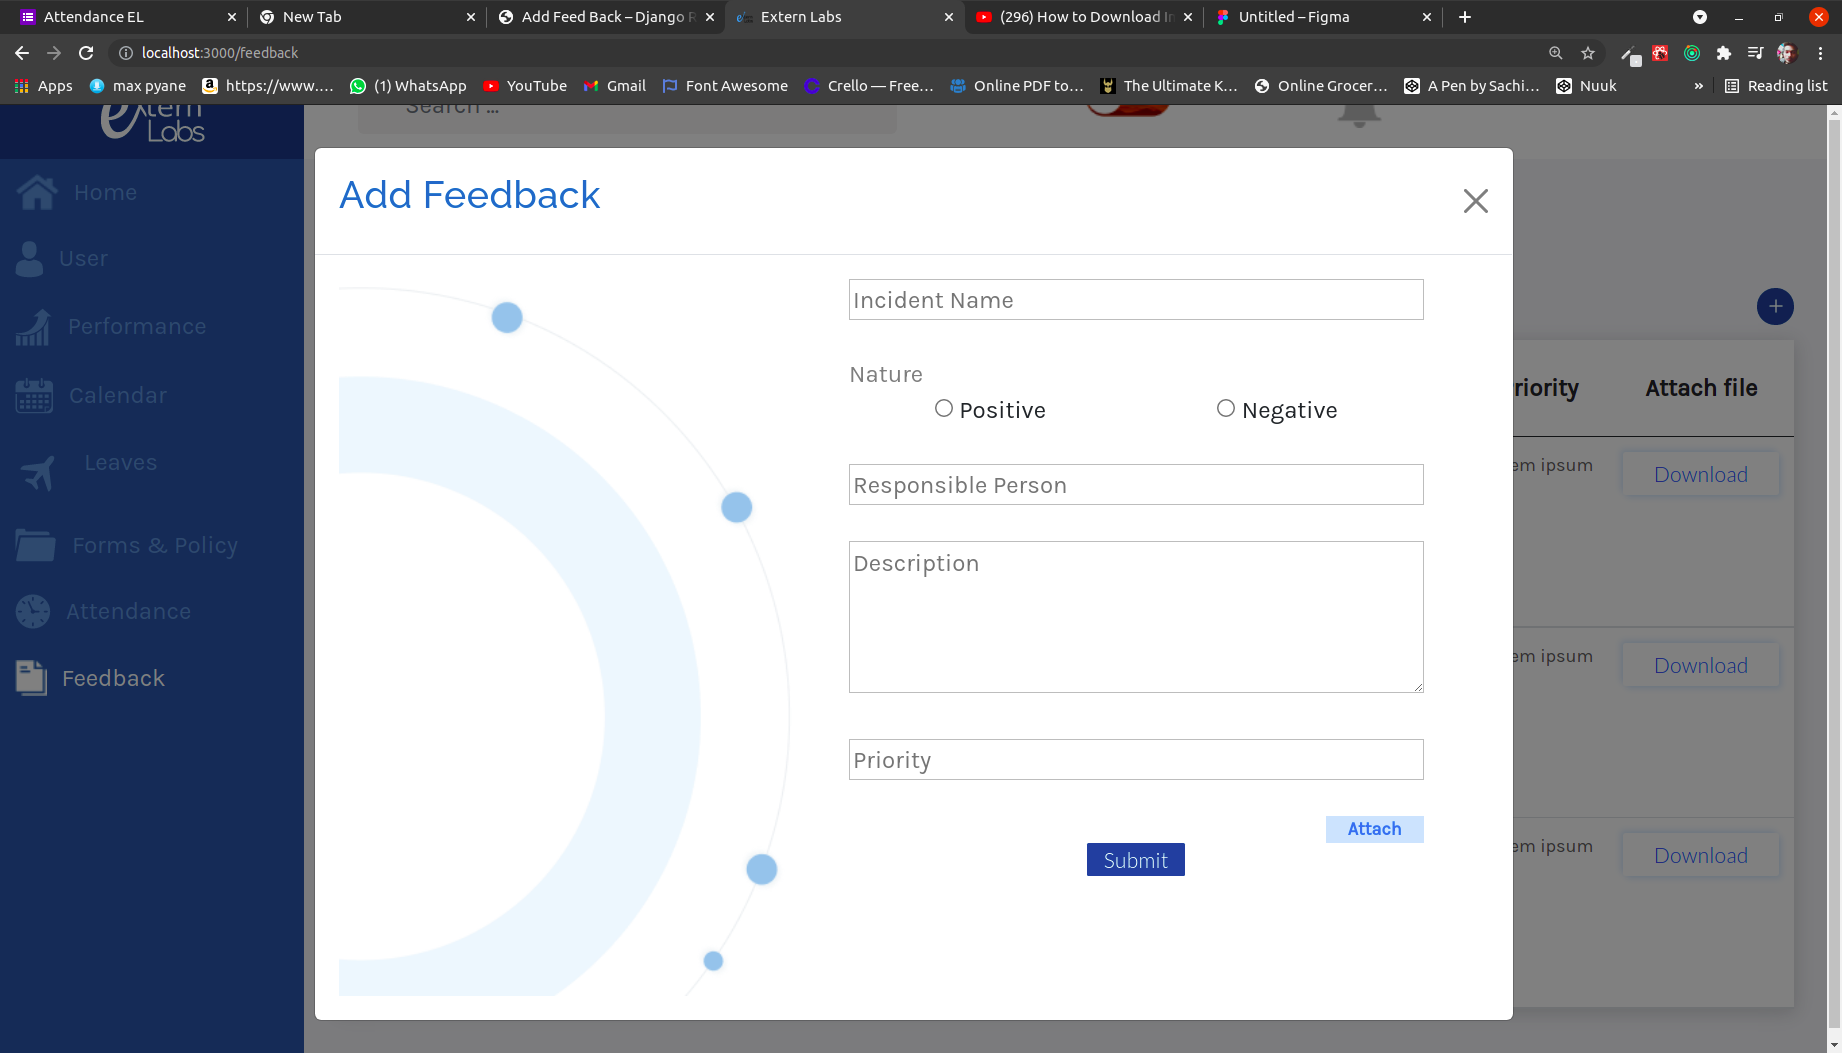 Attendance EL
New Tab
Add Feed Back – Django R
Extern Labs
(296) How to Download In
Untitled – Figma
localhost:3000/feedback
Apps
max pyane
https://www....
(1) WhatsApp
YouTube
Gmail
Font Awesome
Crello — Free...
Online PDF to...
The Ultimate K...
Online Grocer...
A Pen by Sachi...
Nuuk
»
Reading list
extern
Labs
Search ...
Home
User
Performance
Calendar
Leaves
Forms & Policy
Attendance
Feedback
Add Feedback
Incident Name
Nature
Positive
Negative
Responsible Person
Description
Priority
Attach
Submit
riority
Attach file
em ipsum
Download
em ipsum
Download
em ipsum
Download